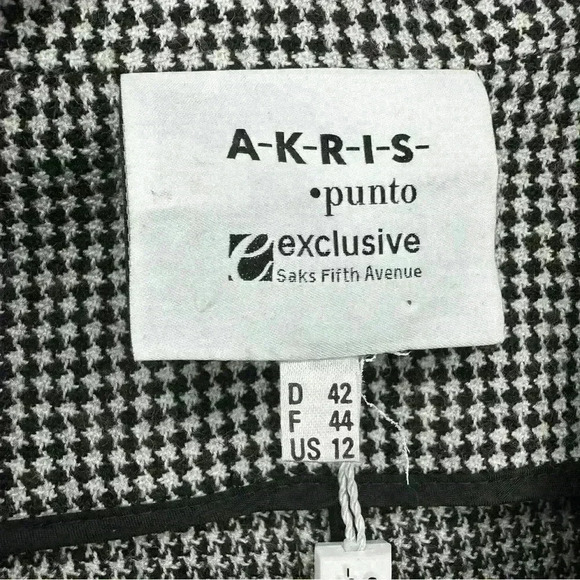 A-K-R-I-S-
•punto
e exclusive
Saks Fifth Avenue
D 42
F 44
US 12